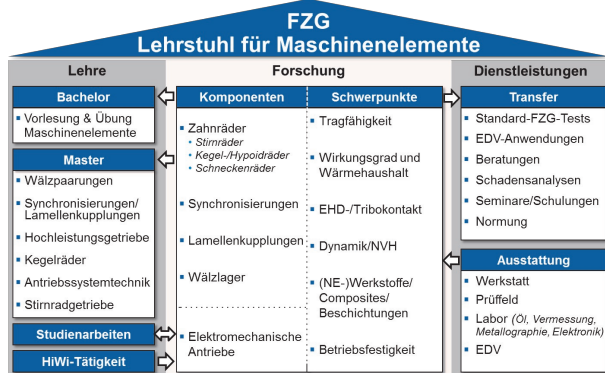 FZG
Lehrstuhl für Maschinenelemente
Lehre
Bachelor
Vorlesung & Übung
Maschinenelemente
Master
Wälzpaarungen
Synchronisierungen/
Lamellenkupplungen
Hochleistungsgetriebe
Kegelräder
Antriebssystemtechnik
Stirnradgetriebe
Studienarbeiten
HiWi-Tätigkeit
Forschung
Komponenten
Zahnräder
Stirnräder
Kegel-/Hypoidräder
Schneckenräder
Synchronisierungen
Lamellenkupplungen
Wälzlager
Elektromechanische
Antriebe
Schwerpunkte
Tragfähigkeit
Wirkungsgrad und
Wärmehaushalt
EHD-/Tribokontakt
Dynamik/NVH
(NE-)Werkstoffe/
Composites/
Beschichtungen
Betriebsfestigkeit
Dienstleistungen
Transfer
Standard-FZG-Tests
EDV-Anwendungen
Beratungen
Schadensanalysen
Seminare/Schulungen
Normung
Ausstattung
Werkstatt
Prüffeld
Labor (Öl, Vermessung,
Metallographie, Elektronik)
EDV